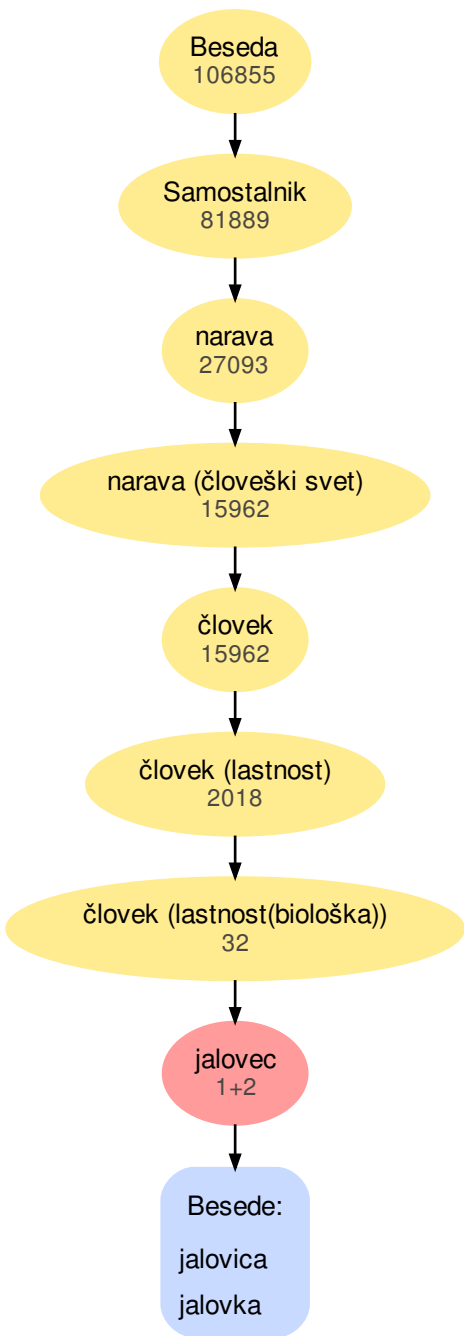 Beseda
106855
Samostalnik
81889
narava
27093
narava (človeški svet)
15962
človek
15962
človek (lastnost)
2018
človek (lastnost(biološka))
32
jalovec
1+2
Besede:
jalovica
jalovka